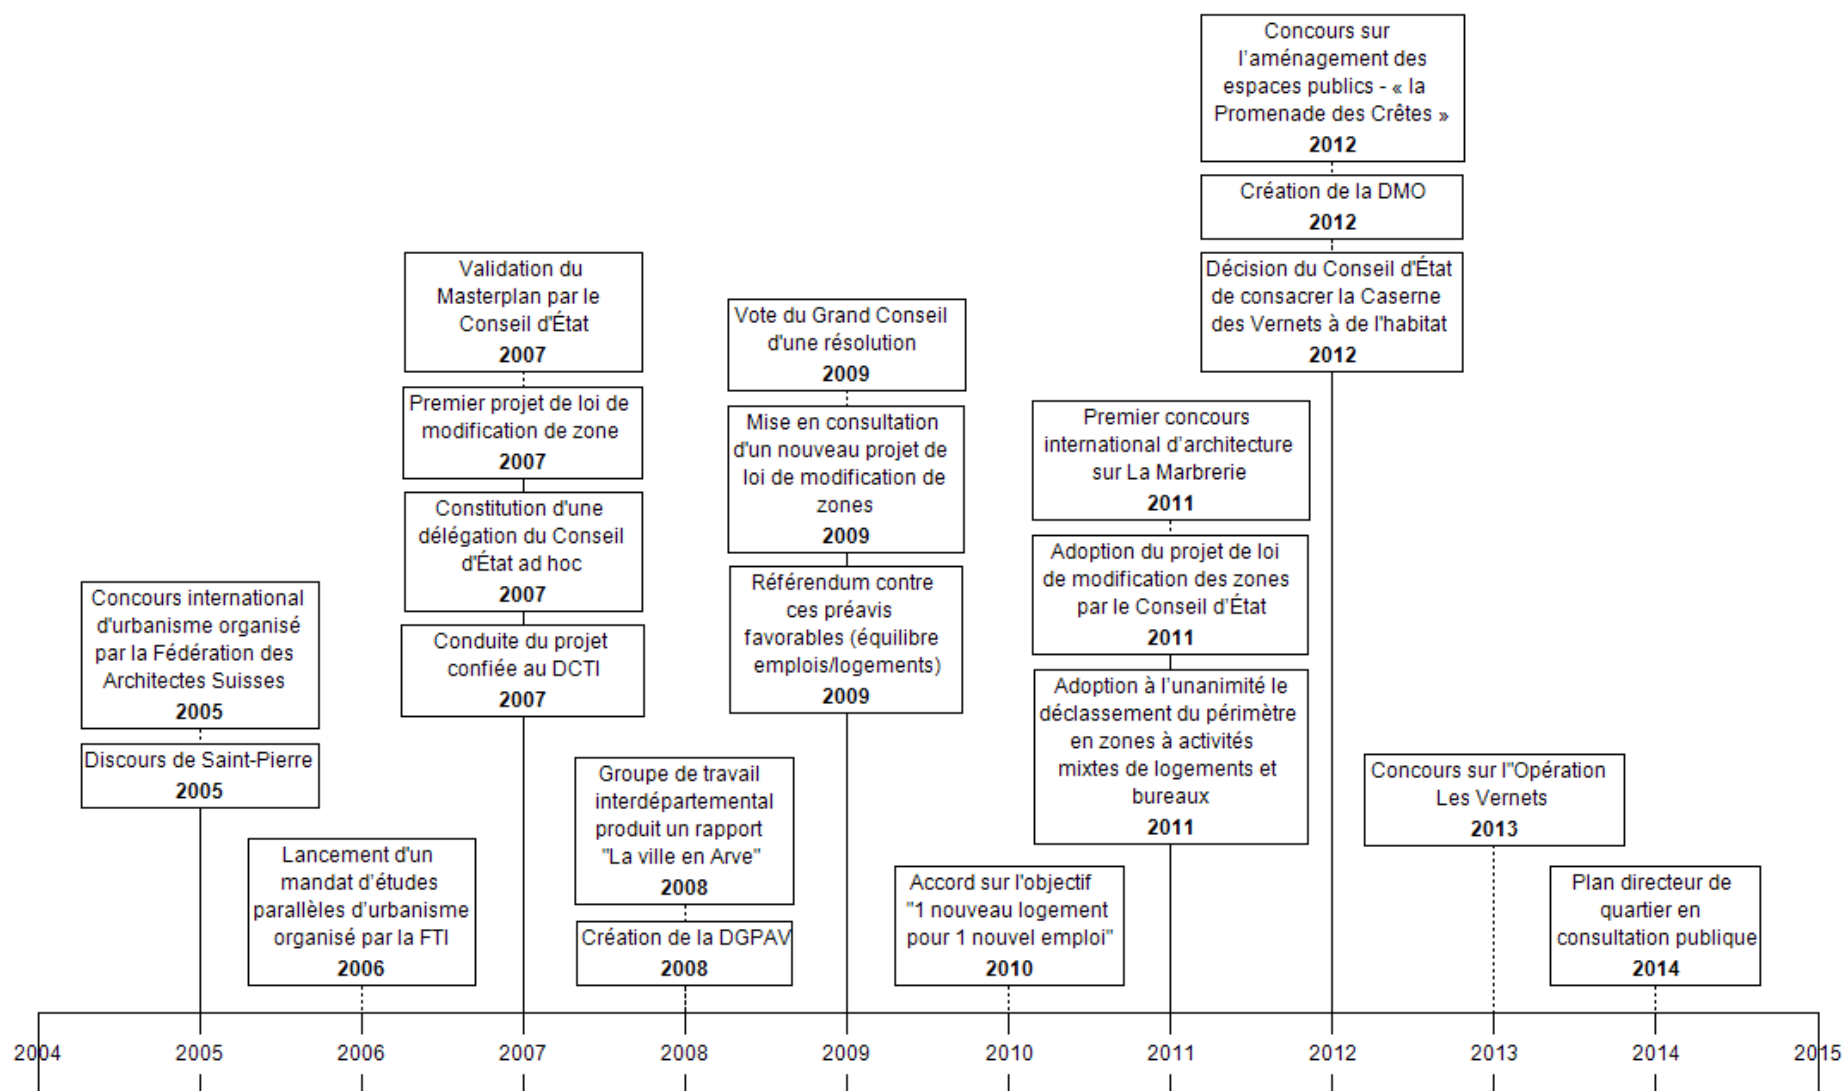 Concours sur
l'aménagement des
espaces publics - « la
Promenade des Crêtes »
2012
Création de la DMO
2012
Décision du Conseil d'État
de consacrer la Caserne
des Vernets à de l'habitat
2012
Validation du
Masterplan par le
Conseil d'État
2007
Premier projet de loi de
modification de zone
2007
Constitution d'une
délégation du Conseil
d'État ad hoc
2007
Conduite du projet
confiée au DCTI
2007
Vote du Grand Conseil
d'une résolution
2009
Mise en consultation
d'un nouveau projet de
loi de modification de
zones
2009
Référendum contre
ces préavis
favorables (équilibre
emplois/logements)
2009
Premier concours
international d'architecture
sur La Marbrerie
2011
Adoption du projet de loi
de modification des zones
par le Conseil d'État
2011
Adoption à l'unanimité le
déclassement du périmètre
en zones à activités
mixtes de logements et
bureaux
2011
Concours international
d'urbanisme organisé
par la Fédération des
Architectes Suisses
2005
Discours de Saint-Pierre
2005
Lancement d'un
mandat d'études
parallèles d'urbanisme
organisé par la FTI
2006
Groupe de travail
interdépartemental
produit un rapport
"La ville en Arve"
2008
Création de la DGPAV
2008
Accord sur l'objectif
"1 nouveau logement
pour 1 nouvel emploi"
2010
Concours sur l"Opération
Les Vernets
2013
Plan directeur de
quartier en
consultation publique
2014
2004 2005 2006 2007 2008 2009 2010 2011 2012 2013 2014 2015